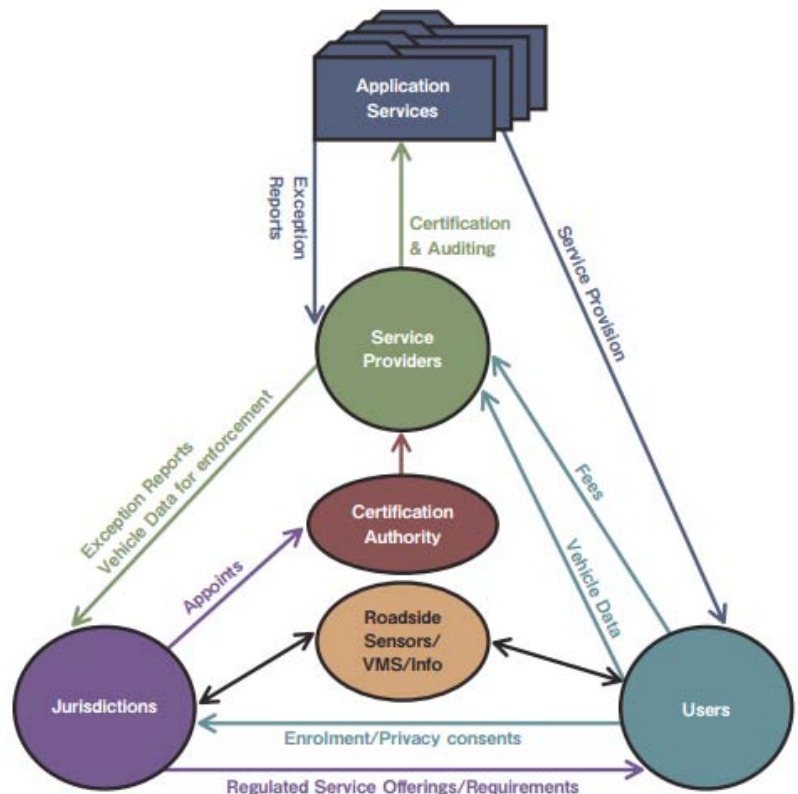 Application
Services
Exception
Reports
Certification
& Auditing
Service Provision
Service
Providers
Exception Reports
Vehicle Data for enforcement
Fees
Certification
Authority
Vehicle Data
Appoints
Roadside
Sensors/
VMS/Info
Jurisdictions
Users
Enrolment/Privacy consents
Regulated Service Offerings/Requirements